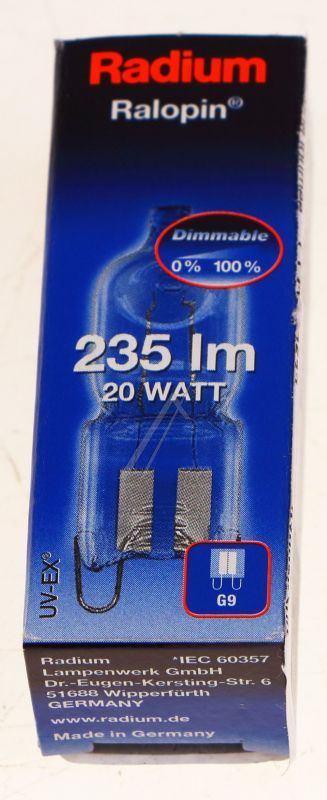 Radium
Ralopin®
Dimmable
0% 100%
235 lm
20 WATT
UV-EX®
G9
Radium *IEC 60357
Lampenwerk GmbH
Dr.-Eugen-Kersting-Str. 6
51688 Wipperfürth
GERMANY
www.radium.de
Made in Germany